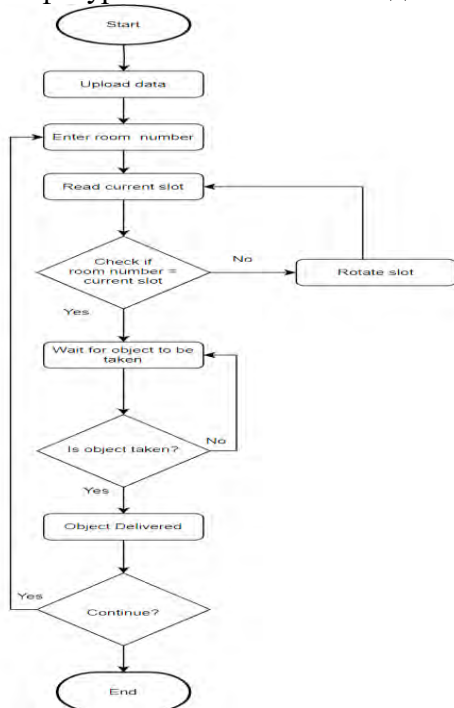 Start
Upload data
Enter room number
Read current slot
Check if
room number =
current slot
No
Rotate slot
Yes
Wait for object to be
taken
Is object taken?
No
Yes
Object Delivered
Yes
Continue?
End